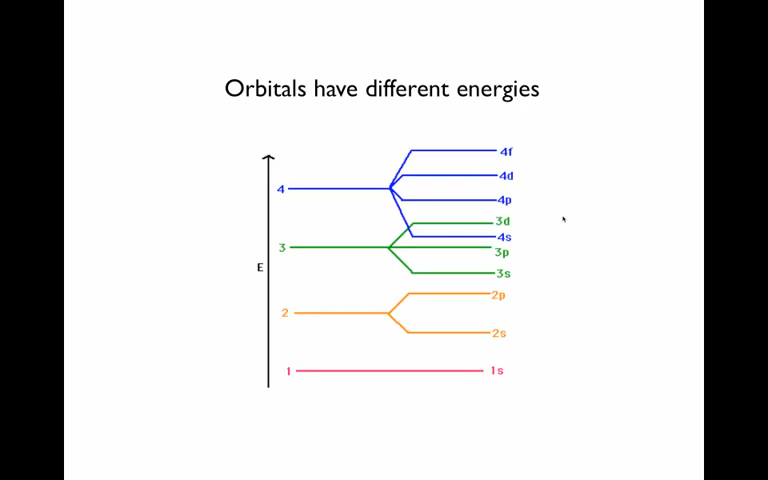 Orbitals have different energies
4f
4d
4 4p
3d
4s
3 3p
E
3s
2p
2
2s
1 1s